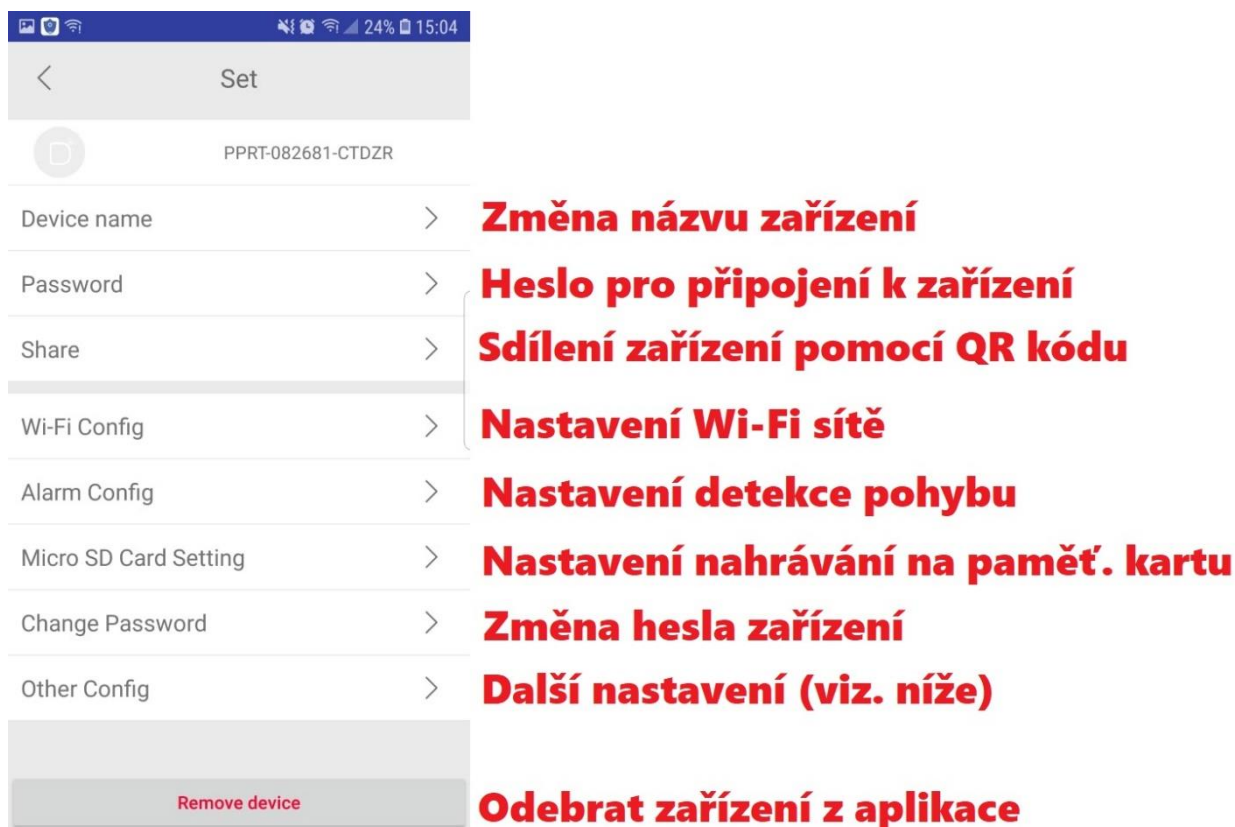 24% 15:04
Set
PPRT-082681-CTDZR
Device name Změna názvu zařízení
Password Heslo pro připojení k zařízení
Share Sdílení zařízení pomocí QR kódu
Wi-Fi Config Nastavení Wi-Fi sítě
Alarm Config Nastavení detekce pohybu
Micro SD Card Setting Nastavení nahrávání na paměť. kartu
Change Password Změna hesla zařízení
Other Config Další nastavení (viz. níže)
Remove device Odebrat zařízení z aplikace